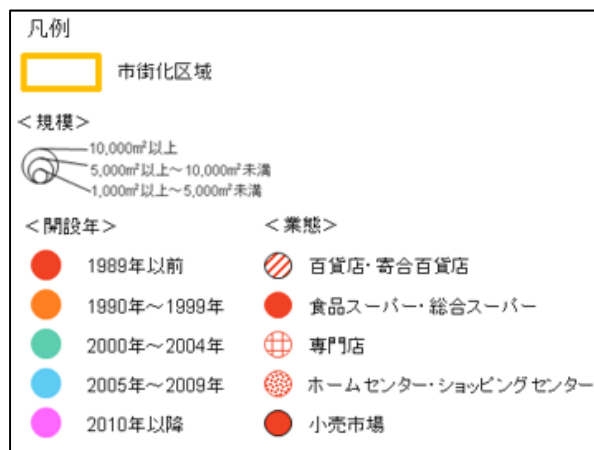 凡例
市街化区域
＜規模＞
10,000㎡以上
5,000㎡以上～10,000㎡未満
1,000㎡以上～5,000㎡未満
＜開設年＞
1989年以前
1990年～1999年
2000年～2004年
2005年～2009年
2010年以降
＜業態＞
百貨店・寄合百貨店
食品スーパー・総合スーパー
専門店
ホームセンター・ショッピングセンター
小売市場